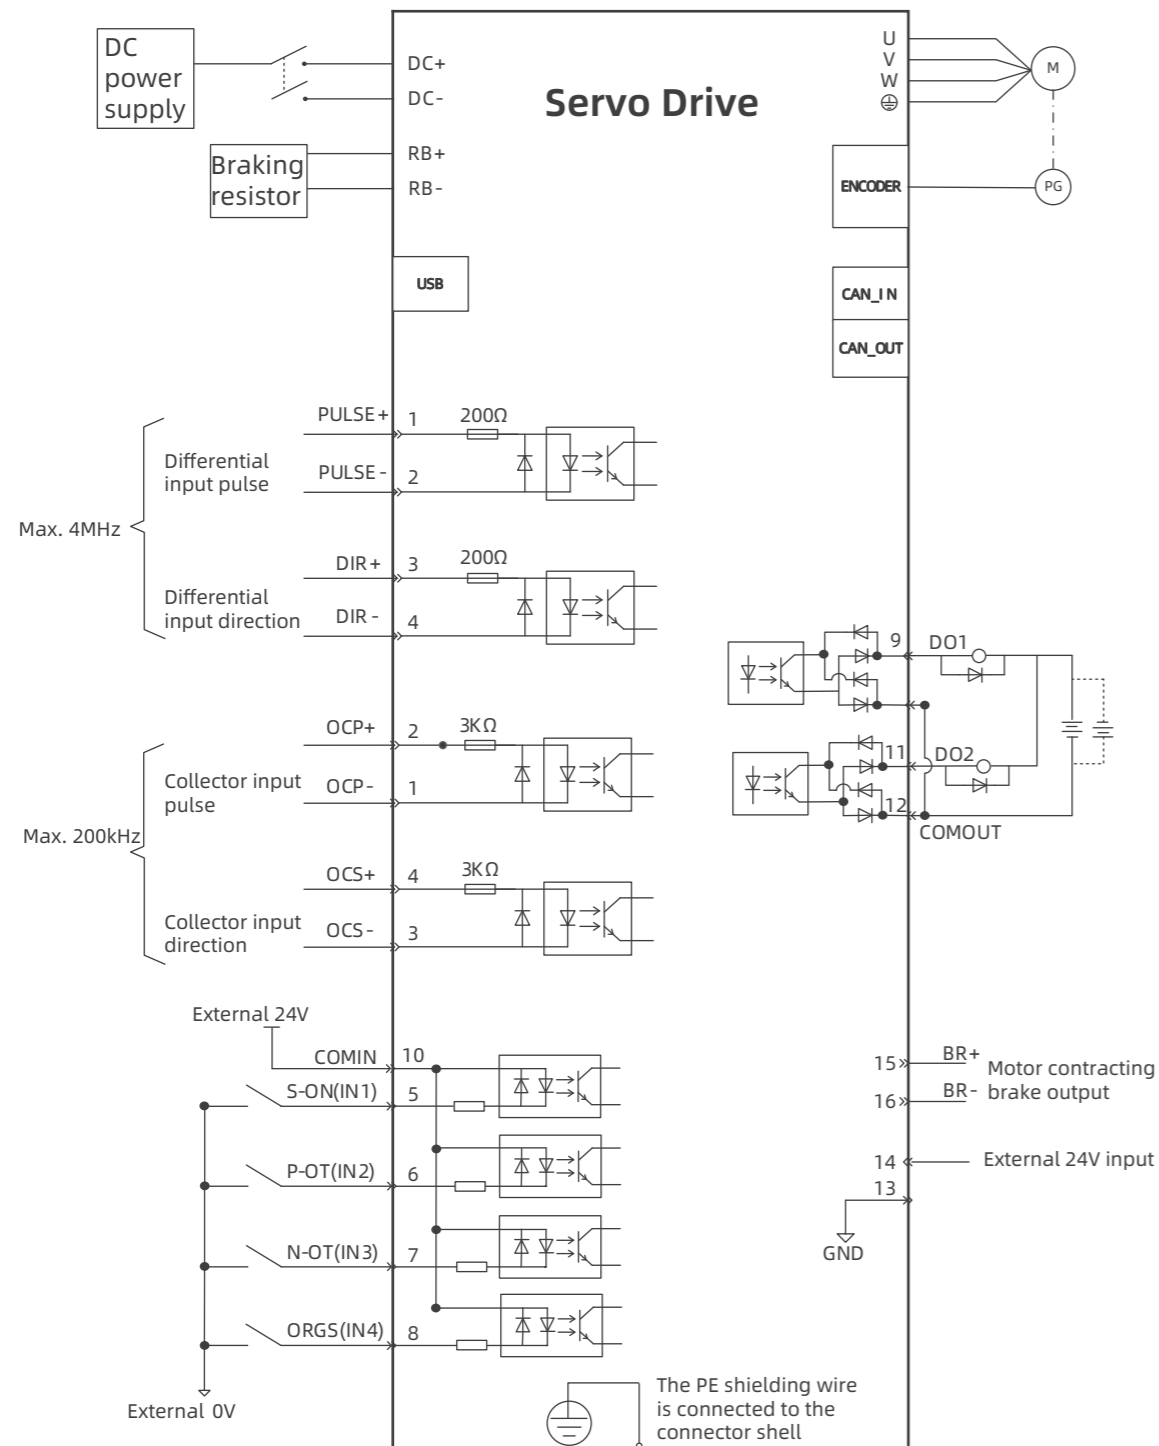 DC
power
supply
DC+
DC-
Servo Drive
U
V
W
M
Braking
resistor
RB+
RB-
ENCODER
PG
USB
CAN_IN
CAN_OUT
PULSE+
1
200Ω
Differential
input pulse
PULSE-
2
Max. 4MHz
DIR+
3
200Ω
Differential
input direction
DIR-
4
9
DO1
11
DO2
12
COMOUT
OCP+
2
3KΩ
Collector input
pulse
OCP-
1
Max. 200kHz
OCS+
4
3KΩ
Collector input
direction
OCS-
3
External 24V
COMIN
10
S-ON(IN1)
5
P-OT(IN2)
6
N-OT(IN3)
7
ORGS(IN4)
8
External 0V
15
BR+
Motor contracting
brake output
16
BR-
14
External 24V input
13
GND
The PE shielding wire
is connected to the
connector shell